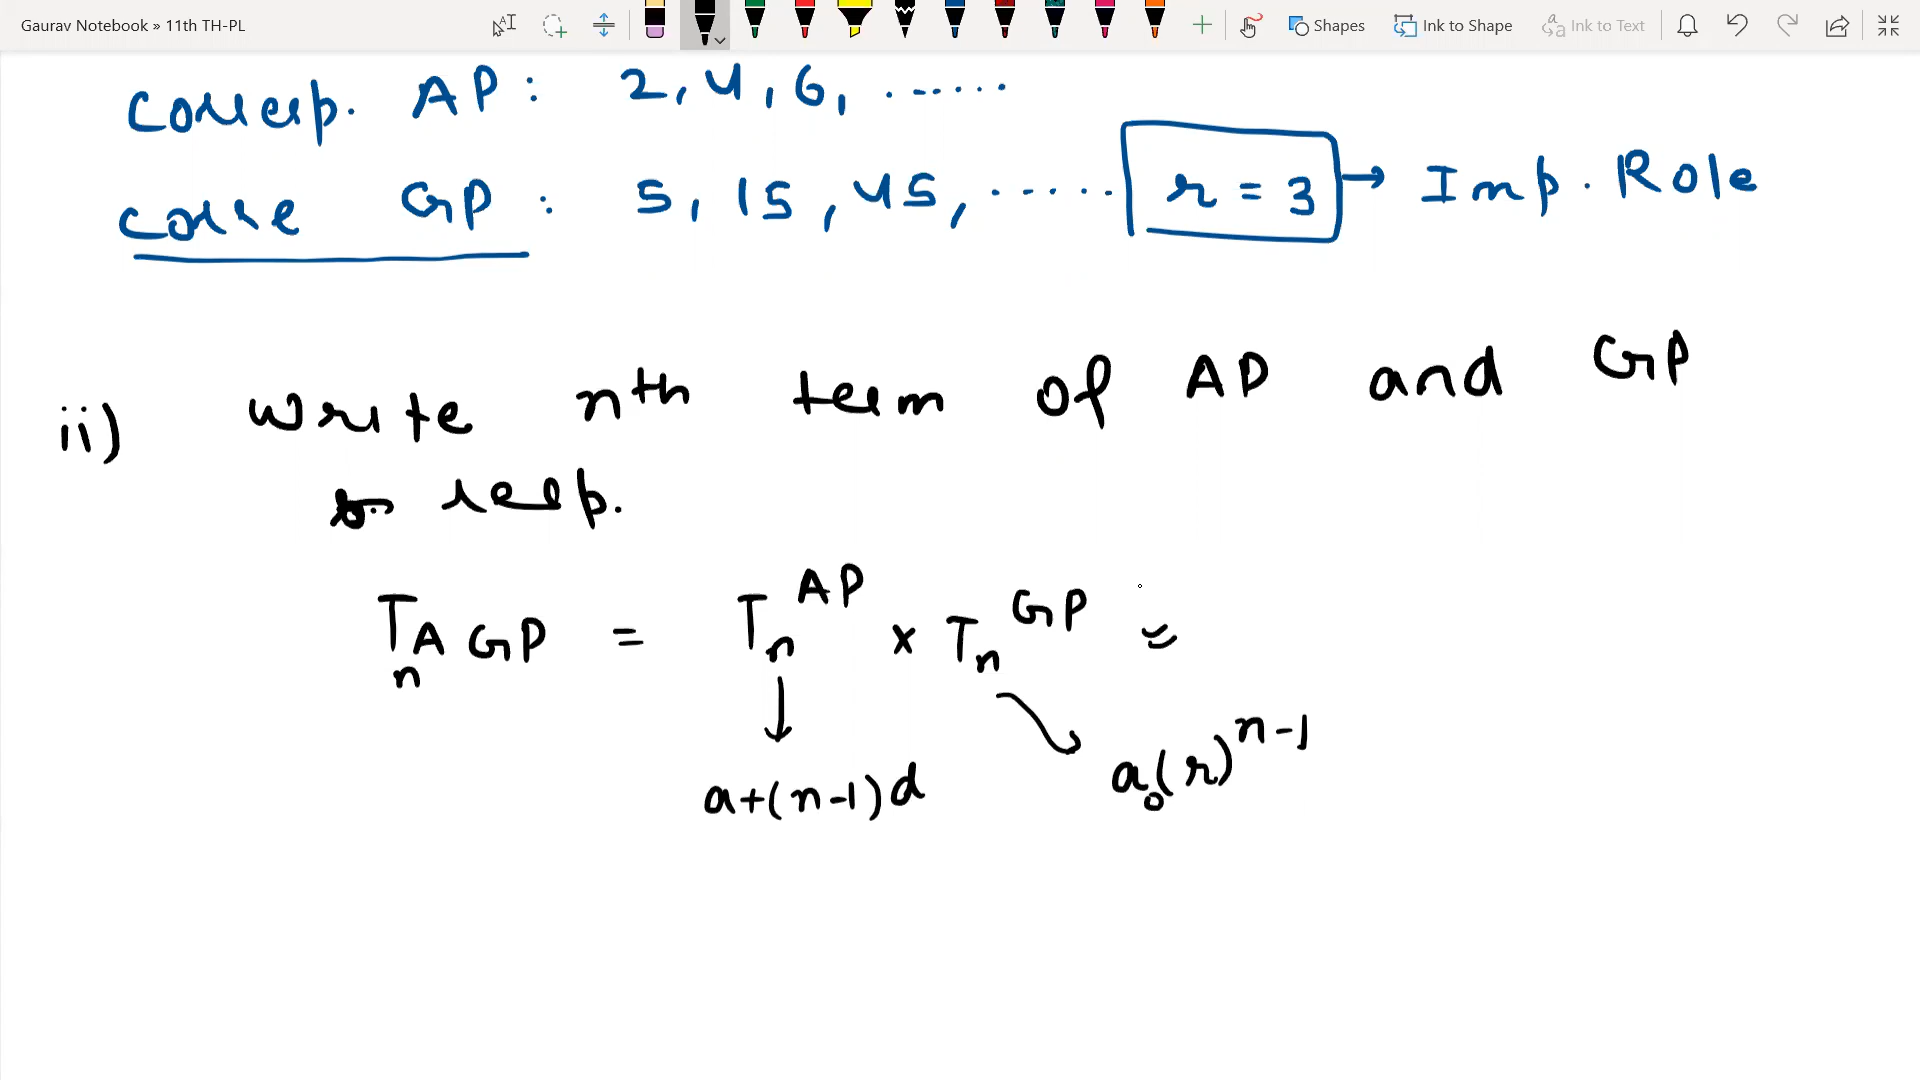 Gaurav Notebook » 11th TH-PL
Shapes
Ink to Shape
Ink to Text
Corresp. AP : 2, 4, 6, ......
Corre GP : 5, 15, 45, ...... r = 3 → Imp. Role
ii) Write nth term of AP and GP
resp.
T_n AGP = T_n^AP × T_n^GP =
a+(n-1)d
a_0(r)^n-1